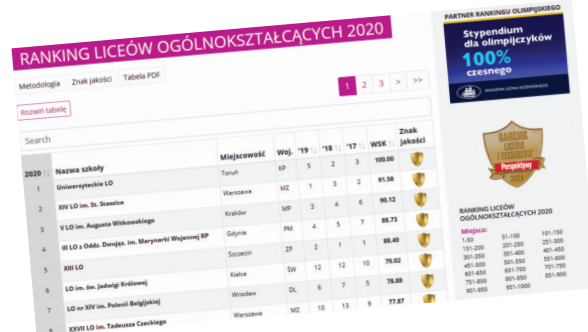 RANKING LICEÓW OGÓLNOKSZTAŁCĄCYCH 2020
Metodologia Znak jakości Tabela PDF
Rozwiń tabelę
1 2 3 > >>
Search
2020 Nazwa szkoły Miejscowość Woj. '19 '18 '17 WSK Znak jakości
1 Uniwersyteckie LO Toruń KP 5 2 3 100.00
2 XIV LO im. St. Staszica Warszawa MZ 1 3 2 91.58
3 V LO im. Augusta Witkowskiego Kraków MP 3 4 6 90.12
4 III LO z Oddz. Dwujęz. im. Marynarki Wojennej RP Gdynia PM 4 5 7 88.73
5 XIII LO Szczecin ZP 2 1 1 88.40
6 LO im. św. Jadwigi Królowej Kielce ŚW 12 12 10 79.02
7 LO nr XIV im. Polonii Belgijskiej Wrocław DL 6 7 5 78.88
8 XXVII LO im. Tadeusza Czackiego Warszawa MZ 10 13 9 77.87
PARTNER RANKINGU OLIMPIJSKIEGO
Stypendium
dla olimpijczyków
100%
czesnego
AKADEMIA LEONA KOŹMIŃSKIEGO
RANKING
LICEÓW
I TECHNIKÓW
Perspektywy
2020
RANKING LICEÓW
OGÓLNOKSZTAŁCĄCYCH 2020
Miejsca:
1-50 51-100 101-150
151-200 201-250 251-300
301-350 351-400 401-450
451-500 501-550 551-600
601-650 651-700 701-750
751-800 801-850 851-900
901-950 951-1000